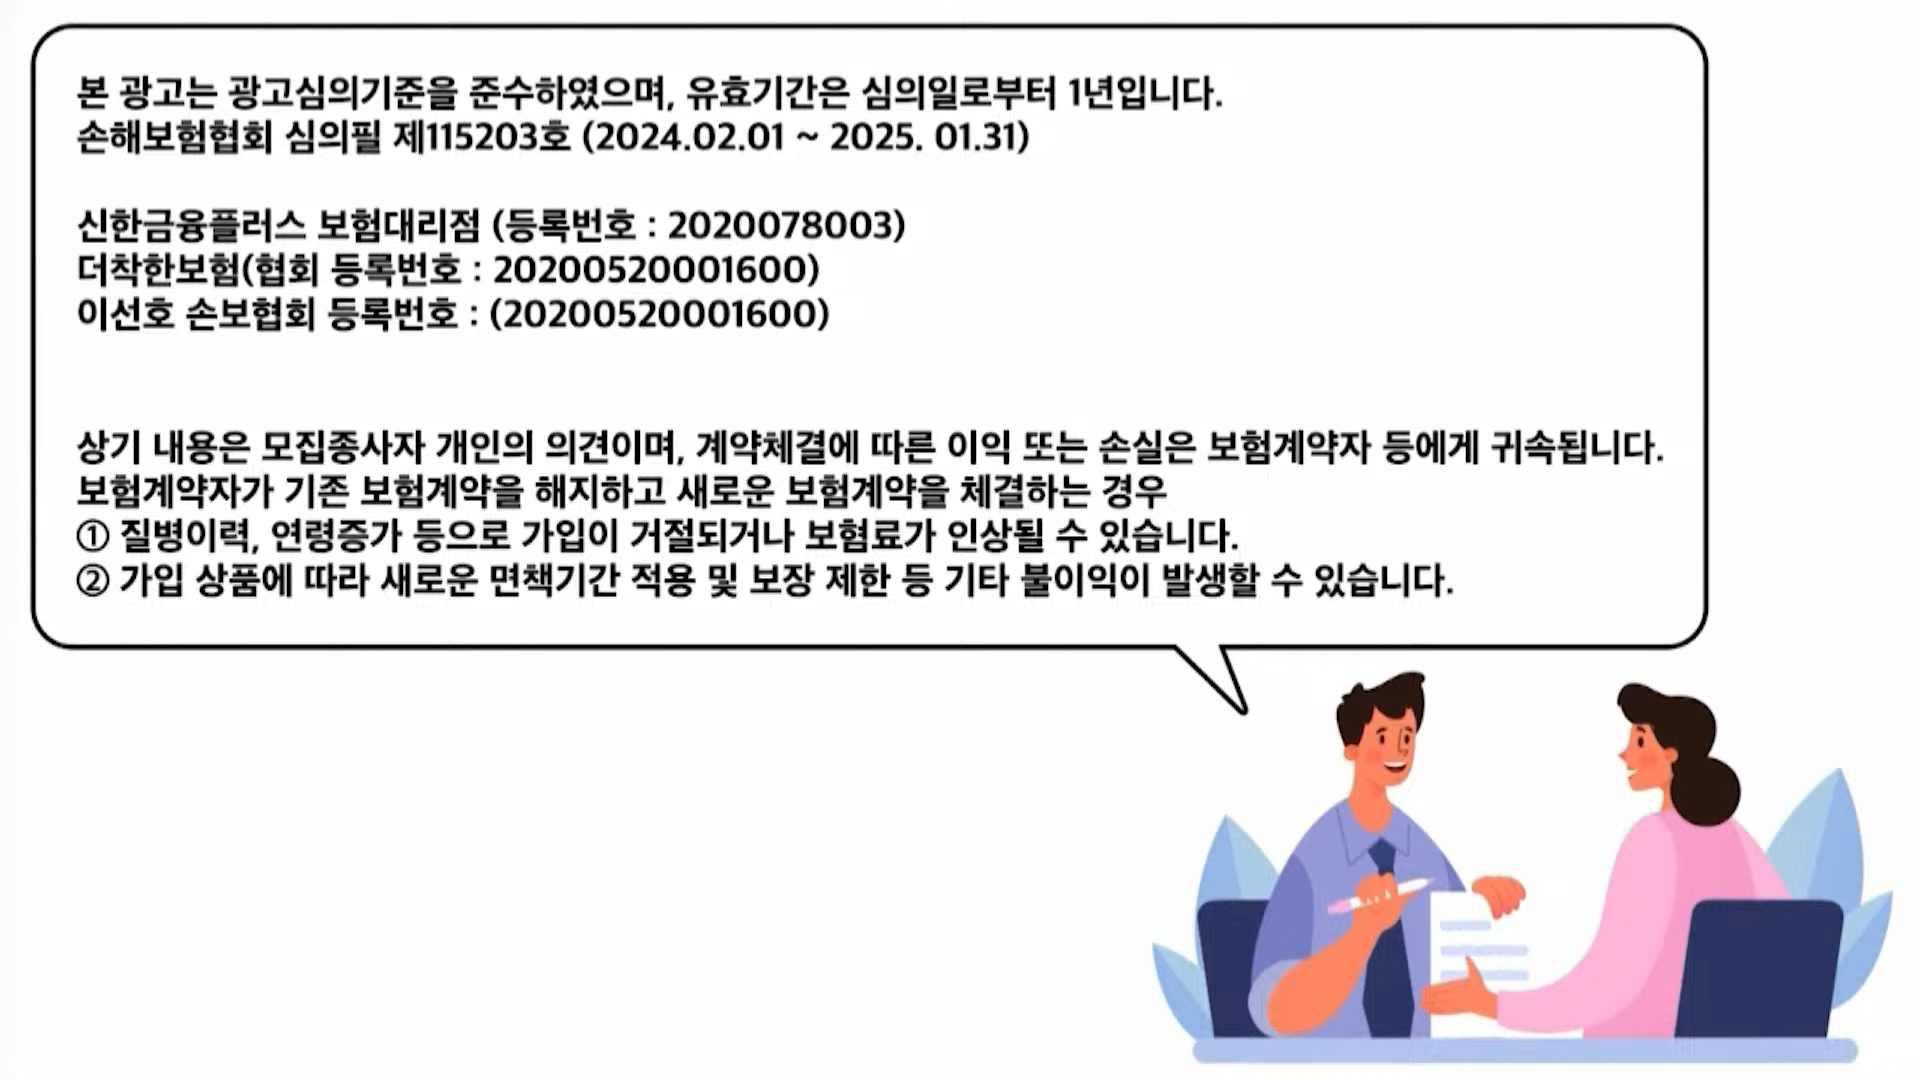 본 광고는 광고심의기준을 준수하였으며, 유효기간은 심의일로부터 1년입니다.
손해보험협회 심의필 제115203호 (2024.02.01 ~ 2025. 01.31)
신한금융플러스 보험대리점 (등록번호 : 2020078003)
더착한보험(협회 등록번호 : 20200520001600)
이선호 손보협회 등록번호 : (20200520001600)
상기 내용은 모집종사자 개인의 의견이며, 계약체결에 따른 이익 또는 손실은 보험계약자 등에게 귀속됩니다.
보험계약자가 기존 보험계약을 해지하고 새로운 보험계약을 체결하는 경우
① 질병이력, 연령증가 등으로 가입이 거절되거나 보혐료가 인상될 수 있습니다.
② 가입 상품에 따라 새로운 면책기간 적용 및 보장 제한 등 기타 불이익이 발생할 수 있습니다.